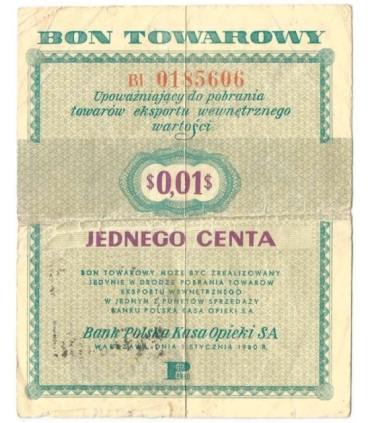 BON TOWAROWY
BI 0185606
Upoważniający do pobrania
towarów eksportu wewnętrznego
wartości
$0,01$
JEDNEGO CENTA
BON TOWAROWY MOŻE BYĆ ZREALIZOWANY
JEDYNIE W DRODZE POBRANIA TOWARÓW
EKSPORTU WEWNĘTRZNEGO
W JEDNYM Z PUNKTÓW SPRZEDAŻY
BANKU POLSKA KASA OPIEKI S.A.
Bank Polska Kasa Opieki SA
WARSZAWA, DNIA 1 STYCZNIA 1960 R.